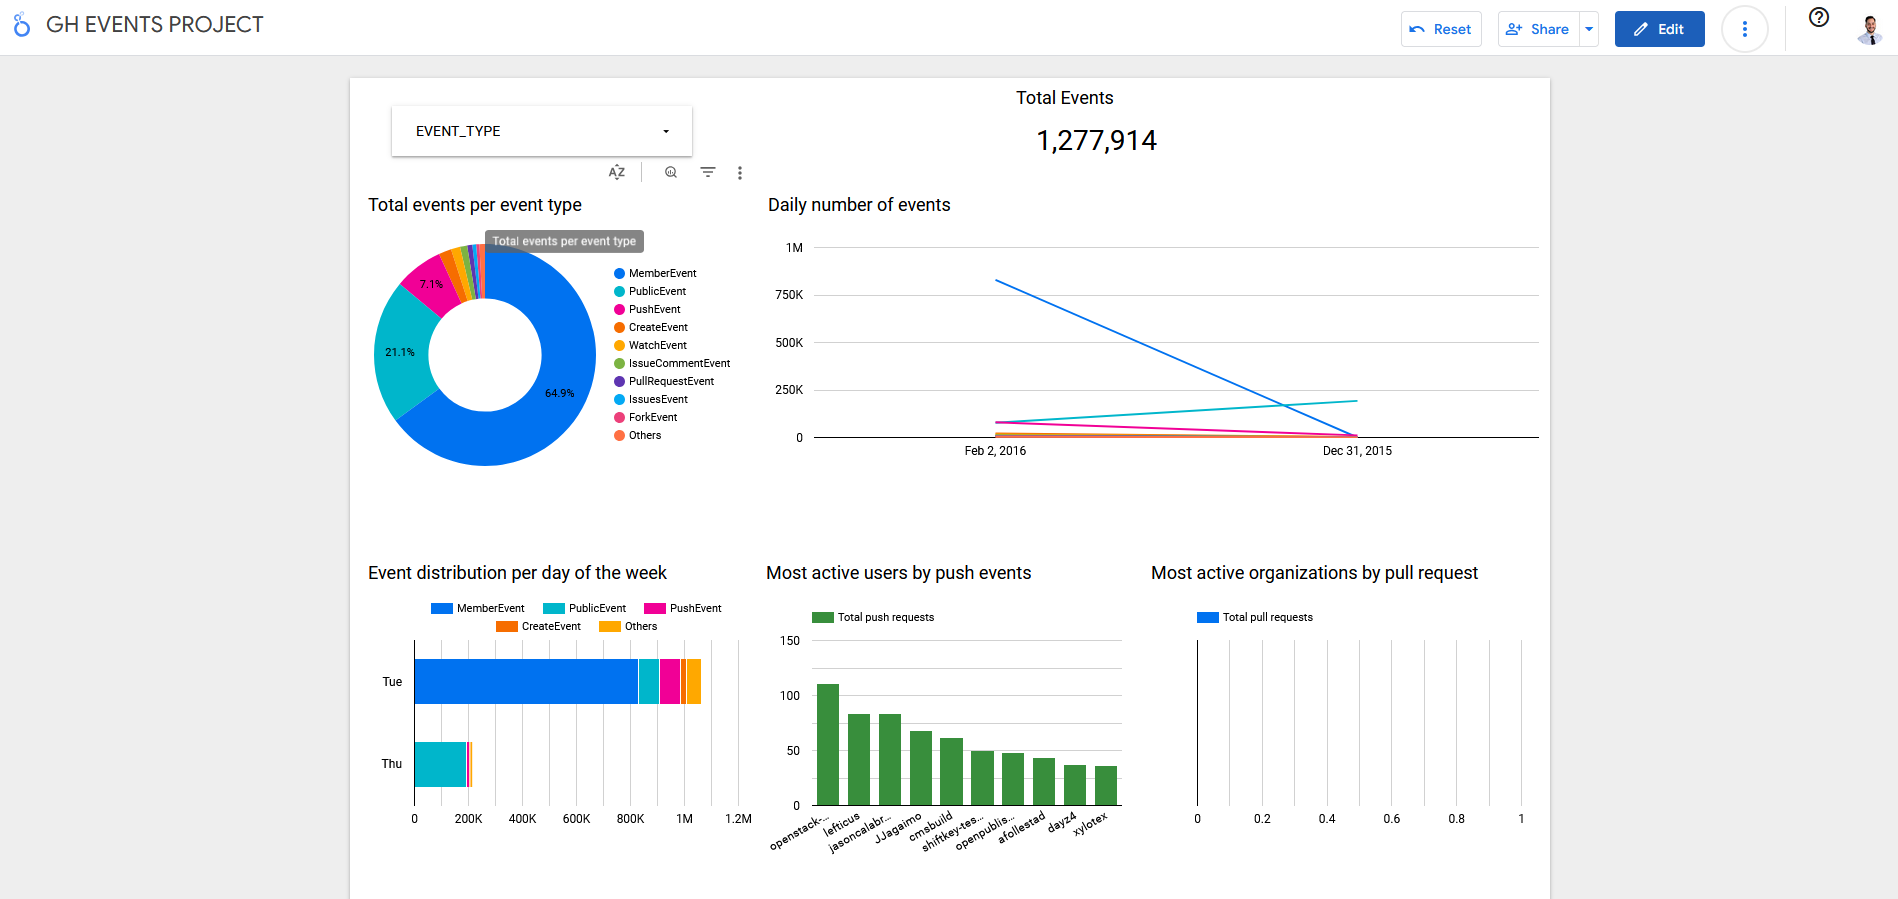 GH EVENTS PROJECT
Reset
Share
Edit
EVENT_TYPE
Total Events
1,277,914
AZ
Total events per event type
Total events per event type
7.1%
21.1%
64.9%
MemberEvent
PublicEvent
PushEvent
CreateEvent
WatchEvent
IssueCommentEvent
PullRequestEvent
IssuesEvent
ForkEvent
Others
Daily number of events
1M
750K
500K
250K
0
Feb 2, 2016
Dec 31, 2015
Event distribution per day of the week
MemberEvent
PublicEvent
PushEvent
CreateEvent
Others
Tue
Thu
0
200K
400K
600K
800K
1M
1.2M
Most active users by push events
Total push requests
150
100
50
0
openstack-...
lefticus
jasoncalabr...
JJagaimo
cmsbuild
shiftkey-tes...
openpublis...
afollestad
dayz4
xylotex
Most active organizations by pull request
Total pull requests
0
0.2
0.4
0.6
0.8
1